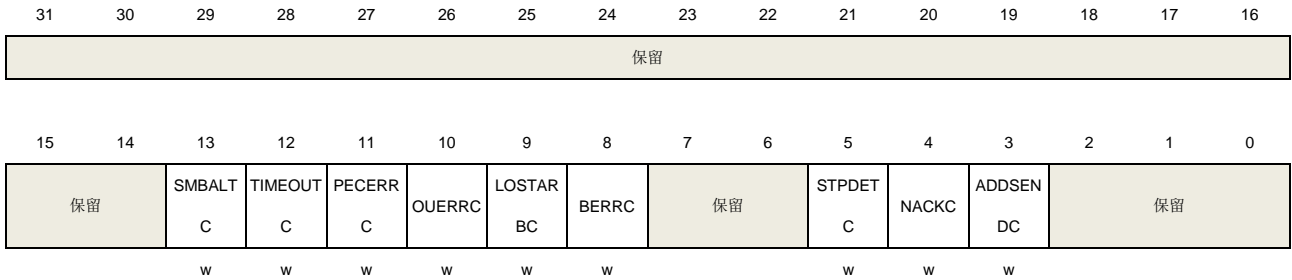 31 30 29 28 27 26 25 24 23 22 21 20 19 18 17 16
保留
15 14 13 12 11 10 9 8 7 6 5 4 3 2 1 0
保留 SMBALT TIMEOUT PECERR OUERRC LOSTAR BERRC 保留 STPDET NACKC ADDSEN 保留
C C C BC C DC
w w w w w w w w w